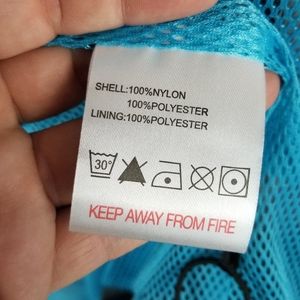 SHELL:100%NYLON
100%POLYESTER
LINING:100%POLYESTER
30°
KEEP AWAY FROM FIRE